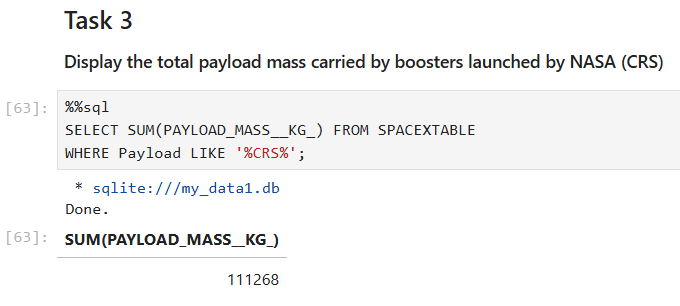 Task 3
Display the total payload mass carried by boosters launched by NASA (CRS)
[63]: %%sql
SELECT SUM(PAYLOAD_MASS__KG_) FROM SPACEXTABLE
WHERE Payload LIKE '%CRS%';
* sqlite:///my_data1.db
Done.
[63]: SUM(PAYLOAD_MASS__KG_)
111268